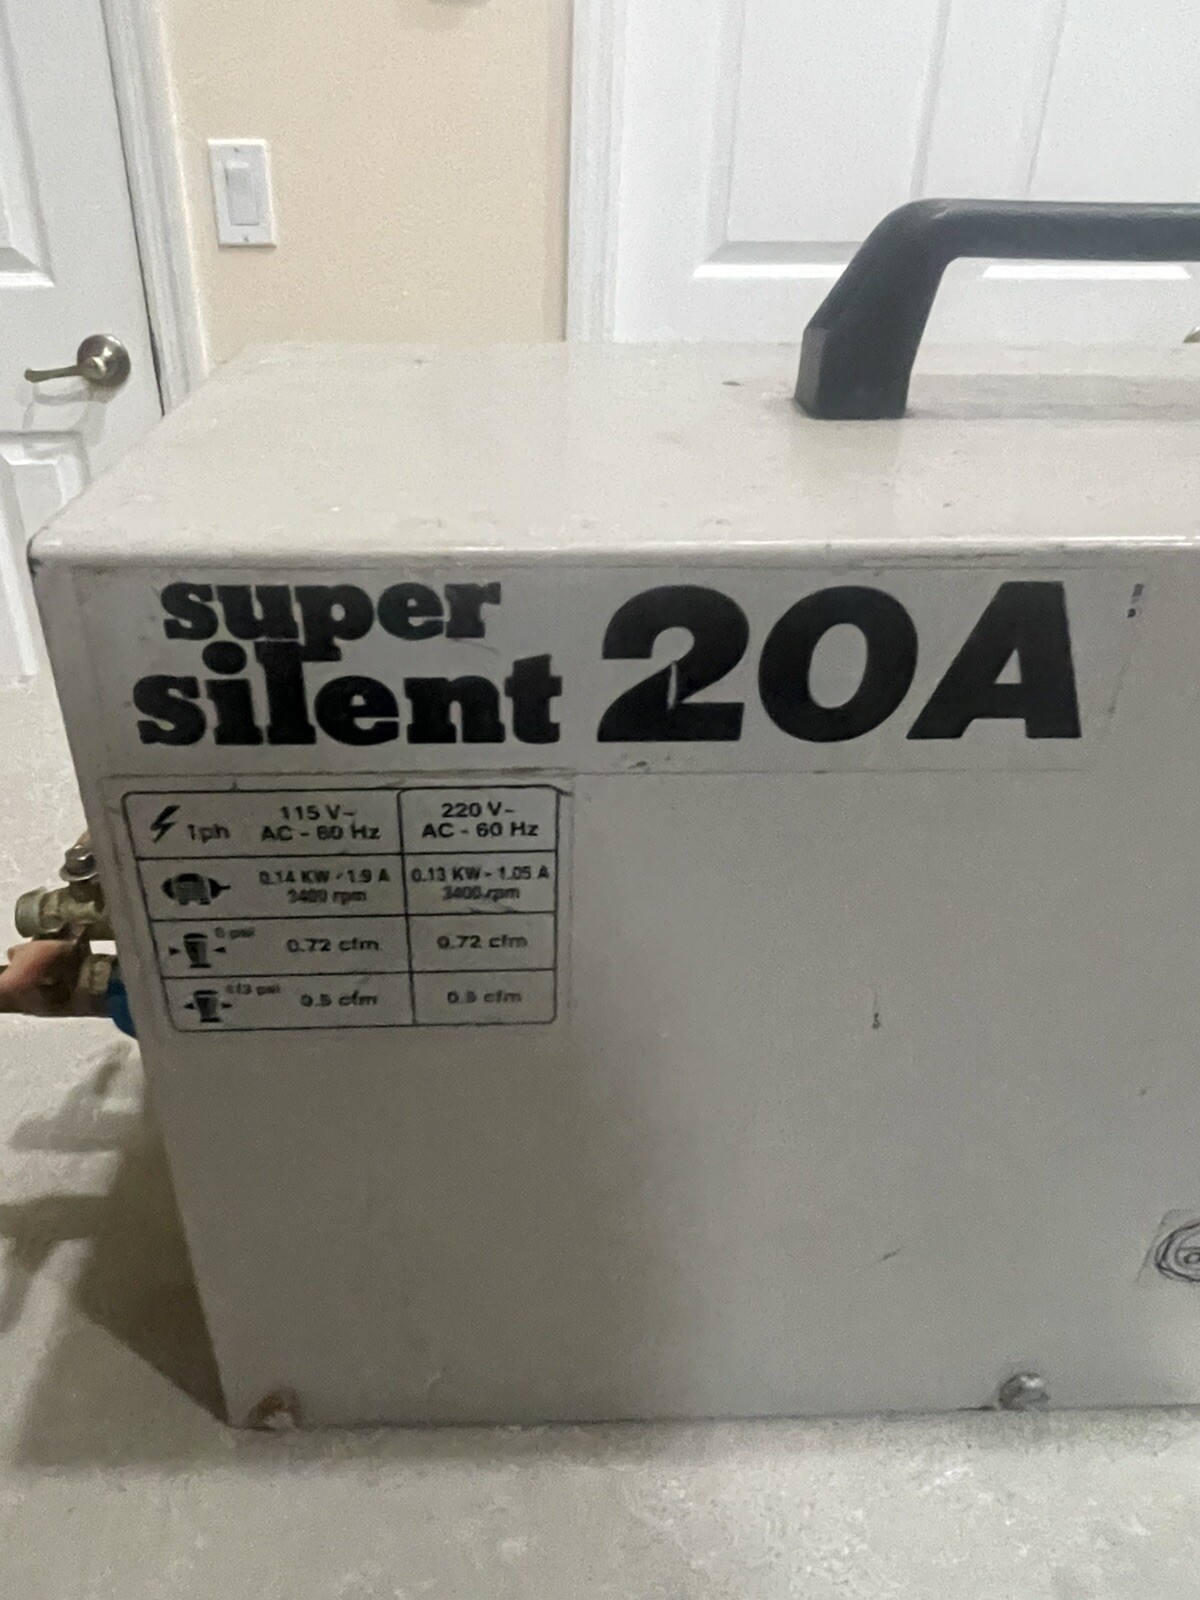 super
silent 20A
1ph 115 V~ 220 V~
AC - 60 Hz AC - 60 Hz
0.14 KW - 1.9 A 0.13 KW - 1.05 A
3400 rpm 3400 rpm
0 psi
0.72 cfm 0.72 cfm
psi
0.5 cfm 0.5 cfm